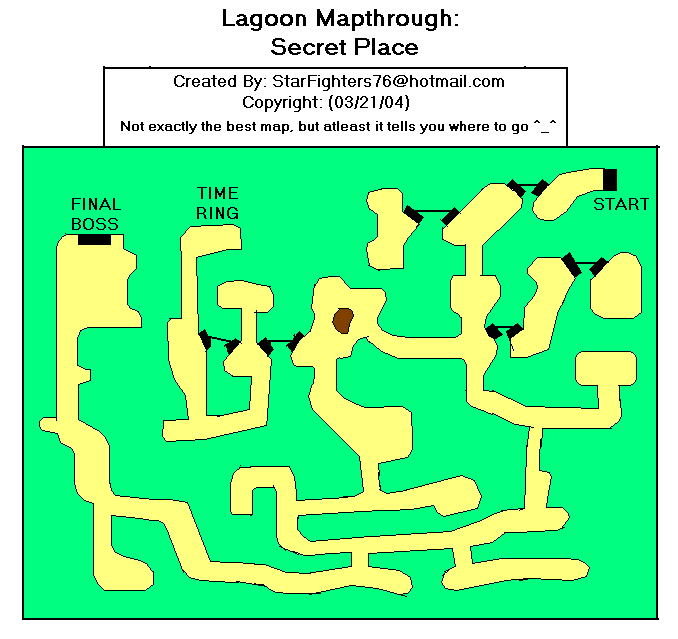 Lagoon Mapthrough:
Secret Place
Created By: StarFighters76@hotmail.com
Copyright: (03/21/04)
Not exactly the best map, but atleast it tells you where to go ^_^
FINAL
BOSS
TIME
RING
START